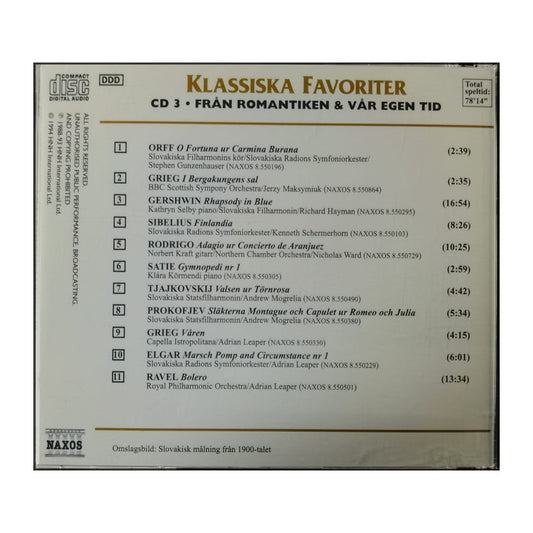 COMPACT
disc
DIGITAL AUDIO
DDD
KLASSISKA FAVORITER
CD 3 • FRÅN ROMANTIKEN & VÅR EGEN TID
Total
speltid:
78'14"
ALL RIGHTS RESERVED.
UNAUTHORISED PUBLIC PERFORMANCE, BROADCASTING
AND COPYING PROHIBITED
℗ 1988-93 HNH International Ltd.
© 1994 HNH International Ltd.
1 ORFF O Fortuna ur Carmina Burana (2:39)
Slovakiska Filharmonins kör/Slovakiska Radions Symfoniorkester/
Stephen Gunzenhauser (NAXOS 8.550196)
2 GRIEG I Bergakungens sal (2:35)
BBC Scottish Sympony Orchestra/Jerzy Maksymiuk (NAXOS 8.550864)
3 GERSHWIN Rhapsody in Blue (16:54)
Kathryn Selby piano/Slovakiska Filharmonin/Richard Hayman (NAXOS 8.550295)
4 SIBELIUS Finlandia (8:26)
Slovakiska Radions Symfoniorkester/Kenneth Schermerhorn (NAXOS 8.550103)
5 RODRIGO Adagio ur Concierto de Aranjuez (10:25)
Norbert Kraft gitarr/Northern Chamber Orchestra/Nicholas Ward (NAXOS 8.550729)
6 SATIE Gymnopedi nr 1 (2:59)
Klára Körmendi piano (NAXOS 8.550305)
7 TJAJKOVSKIJ Valsen ur Törnrosa (4:42)
Slovakiska Statsfilharmonin/Andrew Mogrelia (NAXOS 8.550490)
8 PROKOFJEV Släkterna Montague och Capulet ur Romeo och Julia (5:34)
Slovakiska Statsfilharmonin/Andrew Mogrelia (NAXOS 8.550380)
9 GRIEG Våren (4:15)
Capella Istropolitana/Adrian Leaper (NAXOS 8.550330)
10 ELGAR Marsch Pomp and Circumstance nr 1 (6:01)
Slovakiska Radions Symfoniorkester/Adrian Leaper (NAXOS 8.550229)
11 RAVEL Bolero (13:34)
Royal Philharmonic Orchestra/Adrian Leaper (NAXOS 8.550501)
NAXOS
Omslagsbild: Slovakisk målning från 1900-talet